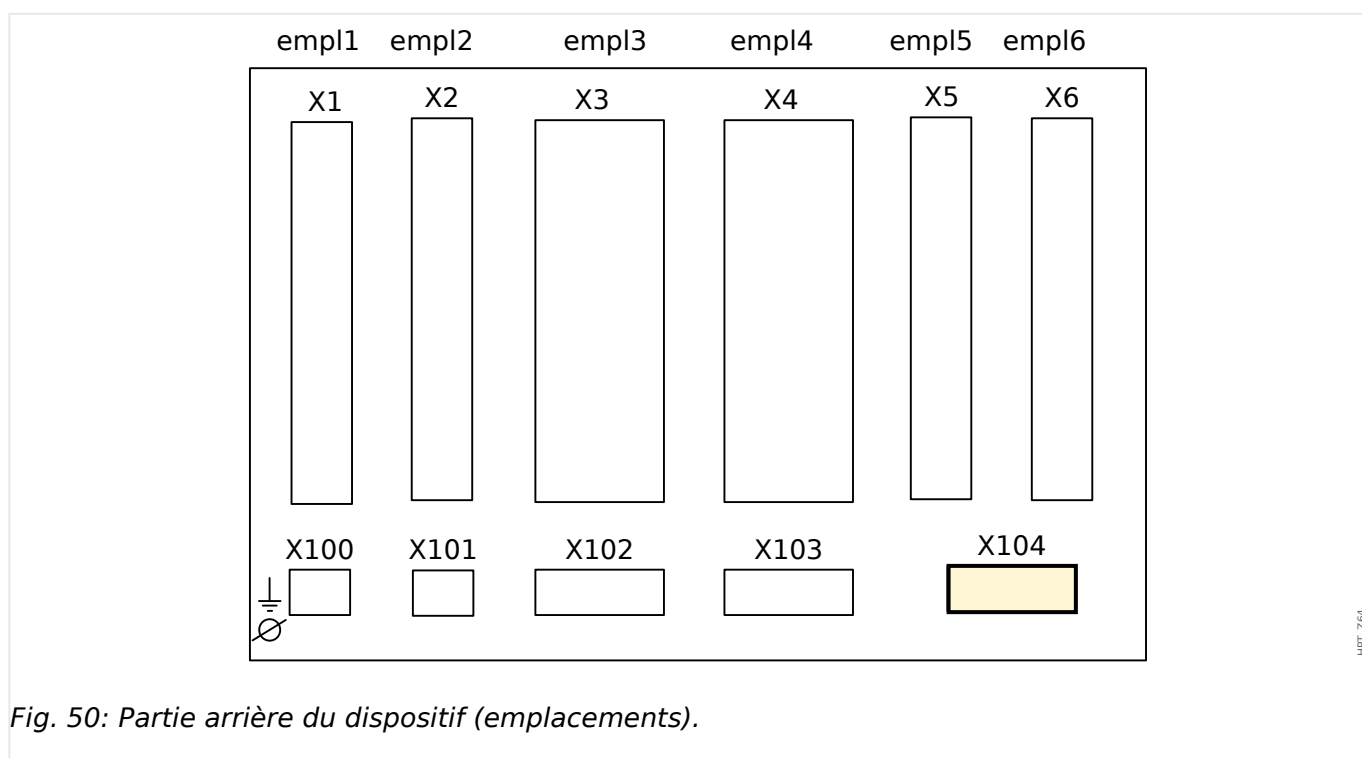 empl1 empl2 empl3 empl4 empl5 empl6
X1 X2 X3 X4 X5 X6
X100 X101 X102 X103 X104
Fig. 50: Partie arrière du dispositif (emplacements).